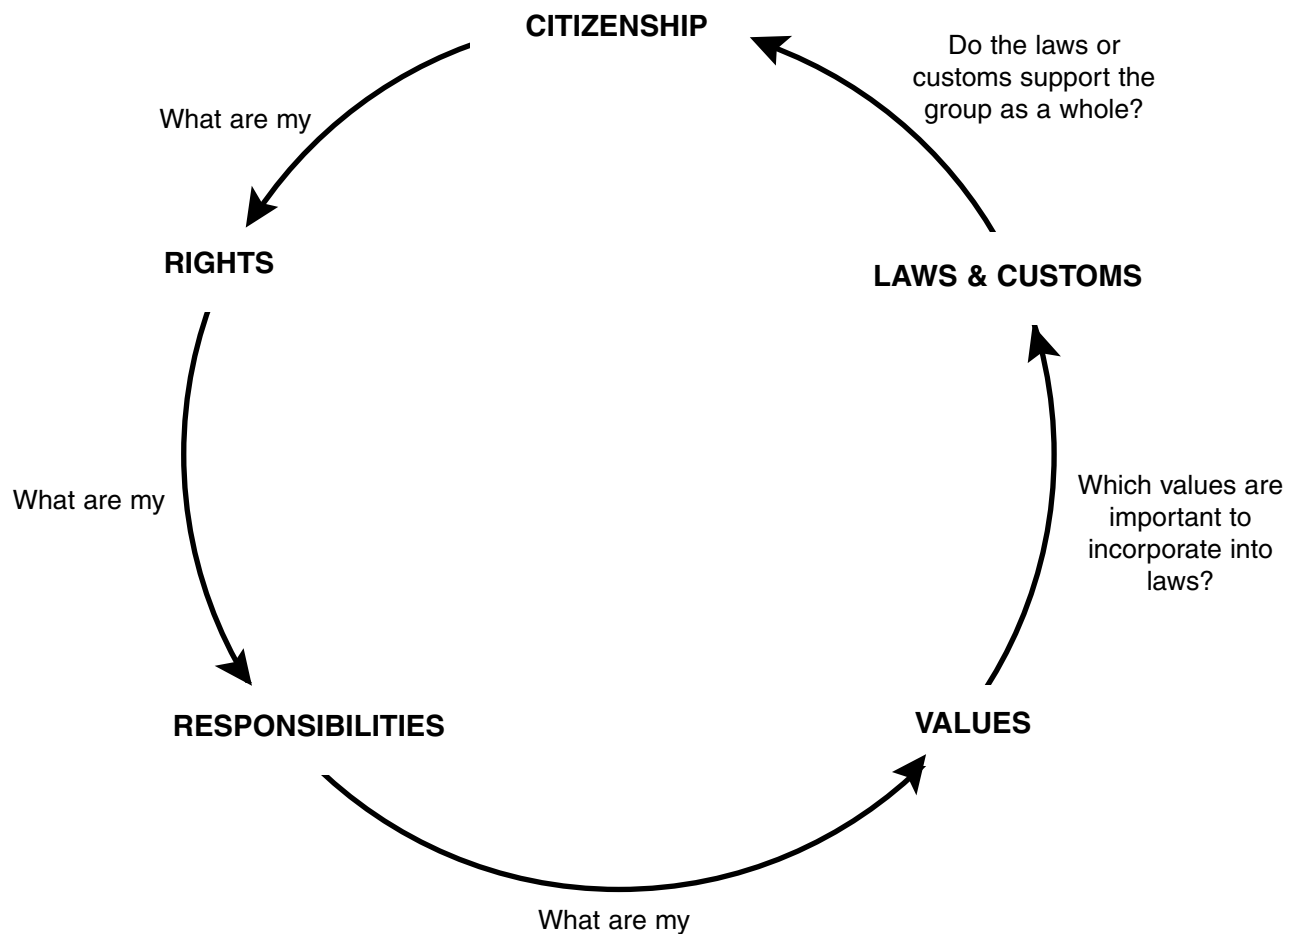 CITIZENSHIP
Do the laws or
customs support the
group as a whole?
What are my
RIGHTS
LAWS & CUSTOMS
What are my
Which values are
important to
incorporate into
laws?
RESPONSIBILITIES
VALUES
What are my